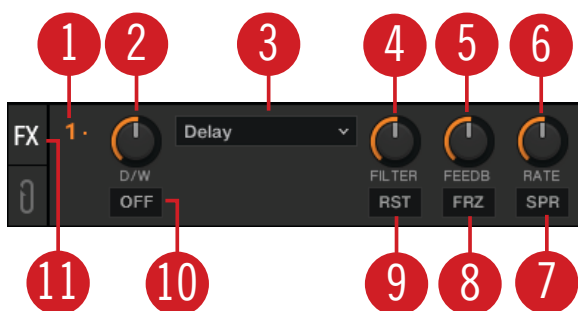 1 2 3 4 5 6
FX 1 · Delay
D/W FILTER FEEDB RATE
OFF RST FRZ SPR
11 10 9 8 7